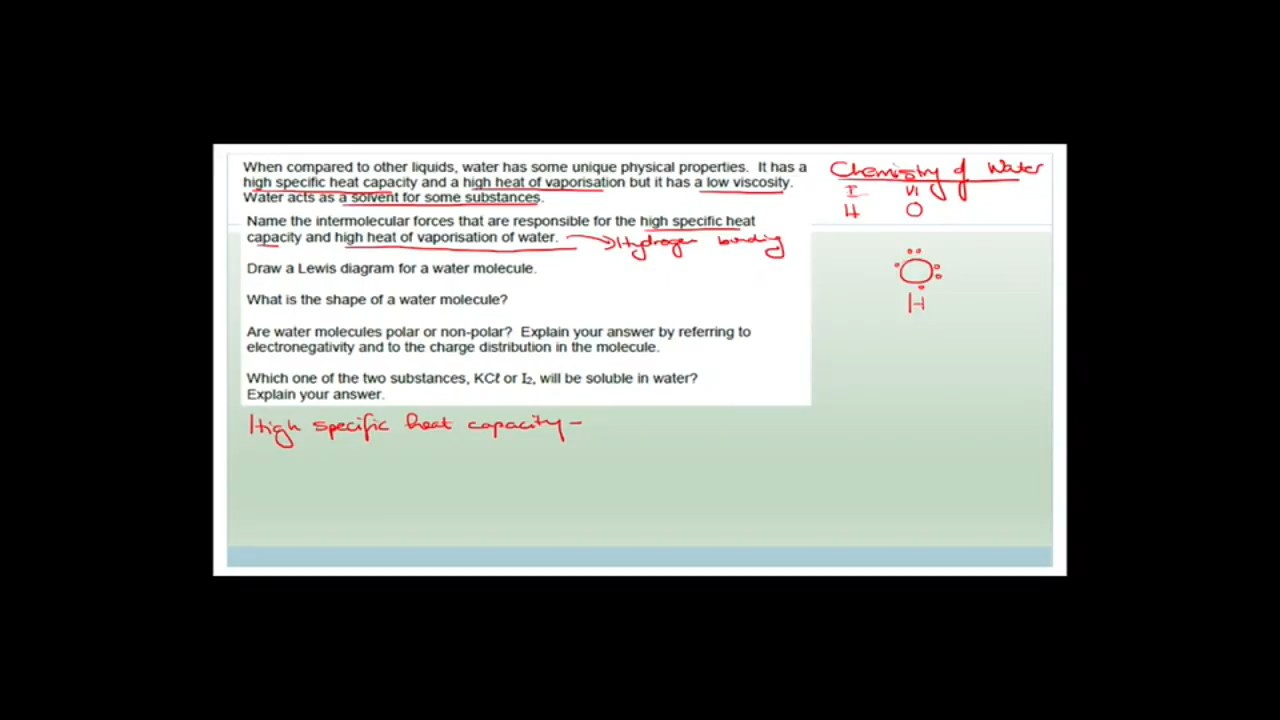 When compared to other liquids, water has some unique physical properties. It has a
high specific heat capacity and a high heat of vaporisation but it has a low viscosity.
Water acts as a solvent for some substances.
Name the intermolecular forces that are responsible for the high specific heat
capacity and high heat of vaporisation of water. → Hydrogen bonding
Draw a Lewis diagram for a water molecule.
What is the shape of a water molecule?
Are water molecules polar or non-polar? Explain your answer by referring to
electronegativity and to the charge distribution in the molecule.
Which one of the two substances, KCℓ or I₂, will be soluble in water?
Explain your answer.
High specific heat capacity -
Chemistry of Water
I VI
H O
O
H